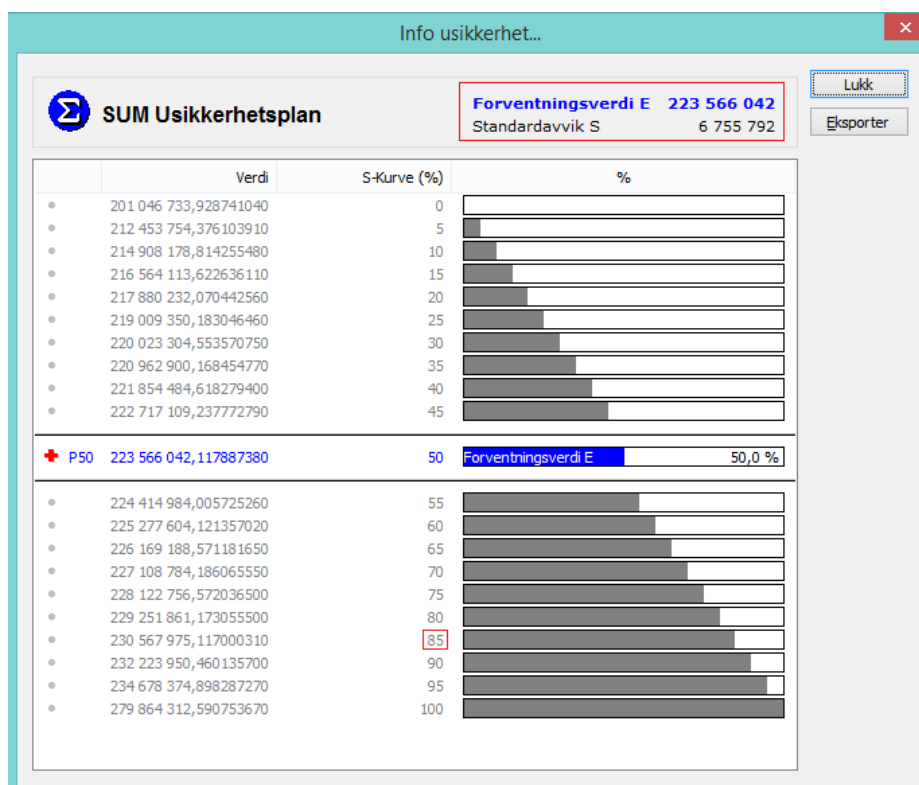 Info usikkerhet...
SUM Usikkerhetsplan
Forventningsverdi E 223 566 042
Standardavvik S 6 755 792
Lukk
Eksporter
Verdi S-Kurve (%) %
201 046 733,928741040 0
212 453 754,376103910 5
214 908 178,814255480 10
216 564 113,622636110 15
217 880 232,070442560 20
219 009 350,183046460 25
220 023 304,553570750 30
220 962 900,168454770 35
221 854 484,618279400 40
222 717 109,237772790 45
P50 223 566 042,117887380 50 Forventningsverdi E 50,0 %
224 414 984,005725260 55
225 277 604,121357020 60
226 169 188,571181650 65
227 108 784,186065550 70
228 122 756,572036500 75
229 251 861,173055500 80
230 567 975,117000310 85
232 223 950,460135700 90
234 678 374,898287270 95
279 864 312,590753670 100